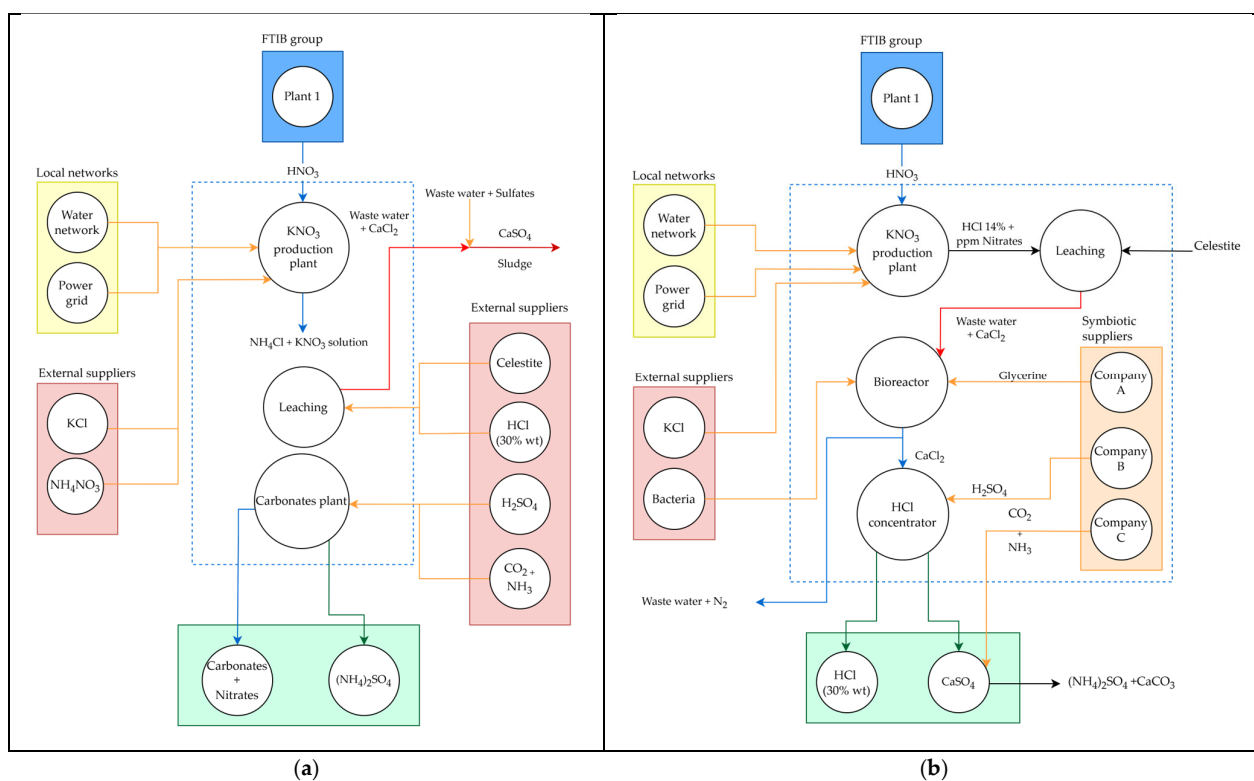 FTIB group
Plant 1
HNO₃
Local networks
Water
network
Power
grid
KNO₃
production
plant
Waste water
+ CaCl₂
Waste water + Sulfates
CaSO₄
Sludge
NH₄Cl + KNO₃ solution
External suppliers
Celestite
HCl
(30% wt)
H₂SO₄
CO₂ +
NH₃
Leaching
External suppliers
KCl
NH₄NO₃
Carbonates plant
Carbonates
+
Nitrates
(NH₄)₂SO₄
(a)
FTIB group
Plant 1
HNO₃
Local networks
Water
network
Power
grid
KNO₃
production
plant
HCl 14% +
ppm Nitrates
Leaching
Celestite
Waste water
+ CaCl₂
Symbiotic
suppliers
Bioreactor
Glycerine
Company
A
External suppliers
KCl
Bacteria
CaCl₂
Company
B
H₂SO₄
HCl
concentrator
CO₂
+
NH₃
Company
C
Waste water + N₂
HCl
(30% wt)
CaSO₄
(NH₄)₂SO₄ +CaCO₃
(b)